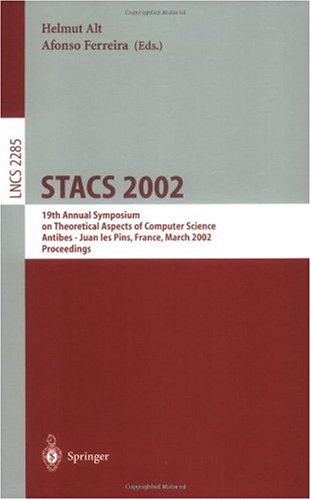 Helmut Alt
Afonso Ferreira (Eds.)
LNCS 2285
STACS 2002
19th Annual Symposium
on Theoretical Aspects of Computer Science
Antibes - Juan les Pins, France, March 2002
Proceedings
Springer